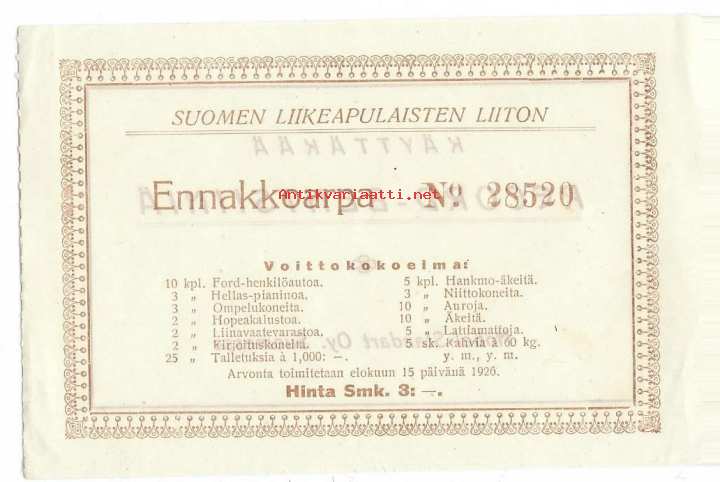 SUOMEN LIIKEAPULAISTEN LIITON
KÄYTTÄKÄÄ
Ennakkoarpa No 28520
Antikvariaatti.net
Voittokokoelma:
10 kpl. Ford-henkilöautoa. 5 kpl. Hankmo-äkeitä.
3 „ Hellas-pianinoa. 3 „ Niittokoneita.
3 „ Ompelukoneita. 10 „ Auroja.
2 „ Hopeakalustoa. 10 „ Äkeitä.
2 „ Liinavaatevarastoa. 5 „ Lattiamattoja.
2 „ Kirjoituskoneita. 5 sk. Kahvia à 60 kg.
25 „ Talletuksia à 1,000: –. y. m., y. m.
Arvonta toimitetaan elokuun 15 päivänä 1926.
Hinta Smk. 3: –.